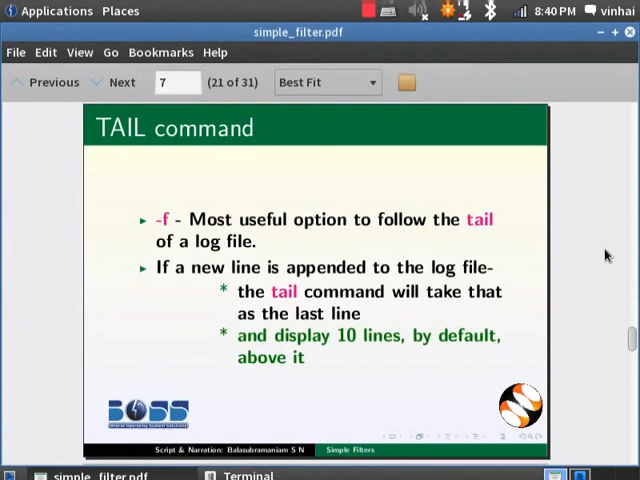 Applications Places 8:40 PM vinhai
simple_filter.pdf
File Edit View Go Bookmarks Help
Previous Next 7 (21 of 31) Best Fit
TAIL command
-f - Most useful option to follow the tail
of a log file.
If a new line is appended to the log file-
* the tail command will take that
as the last line
* and display 10 lines, by default,
above it
BOSS
Script & Narration: Balasubramaniam S N Simple Filters
simple_filter.pdf Terminal